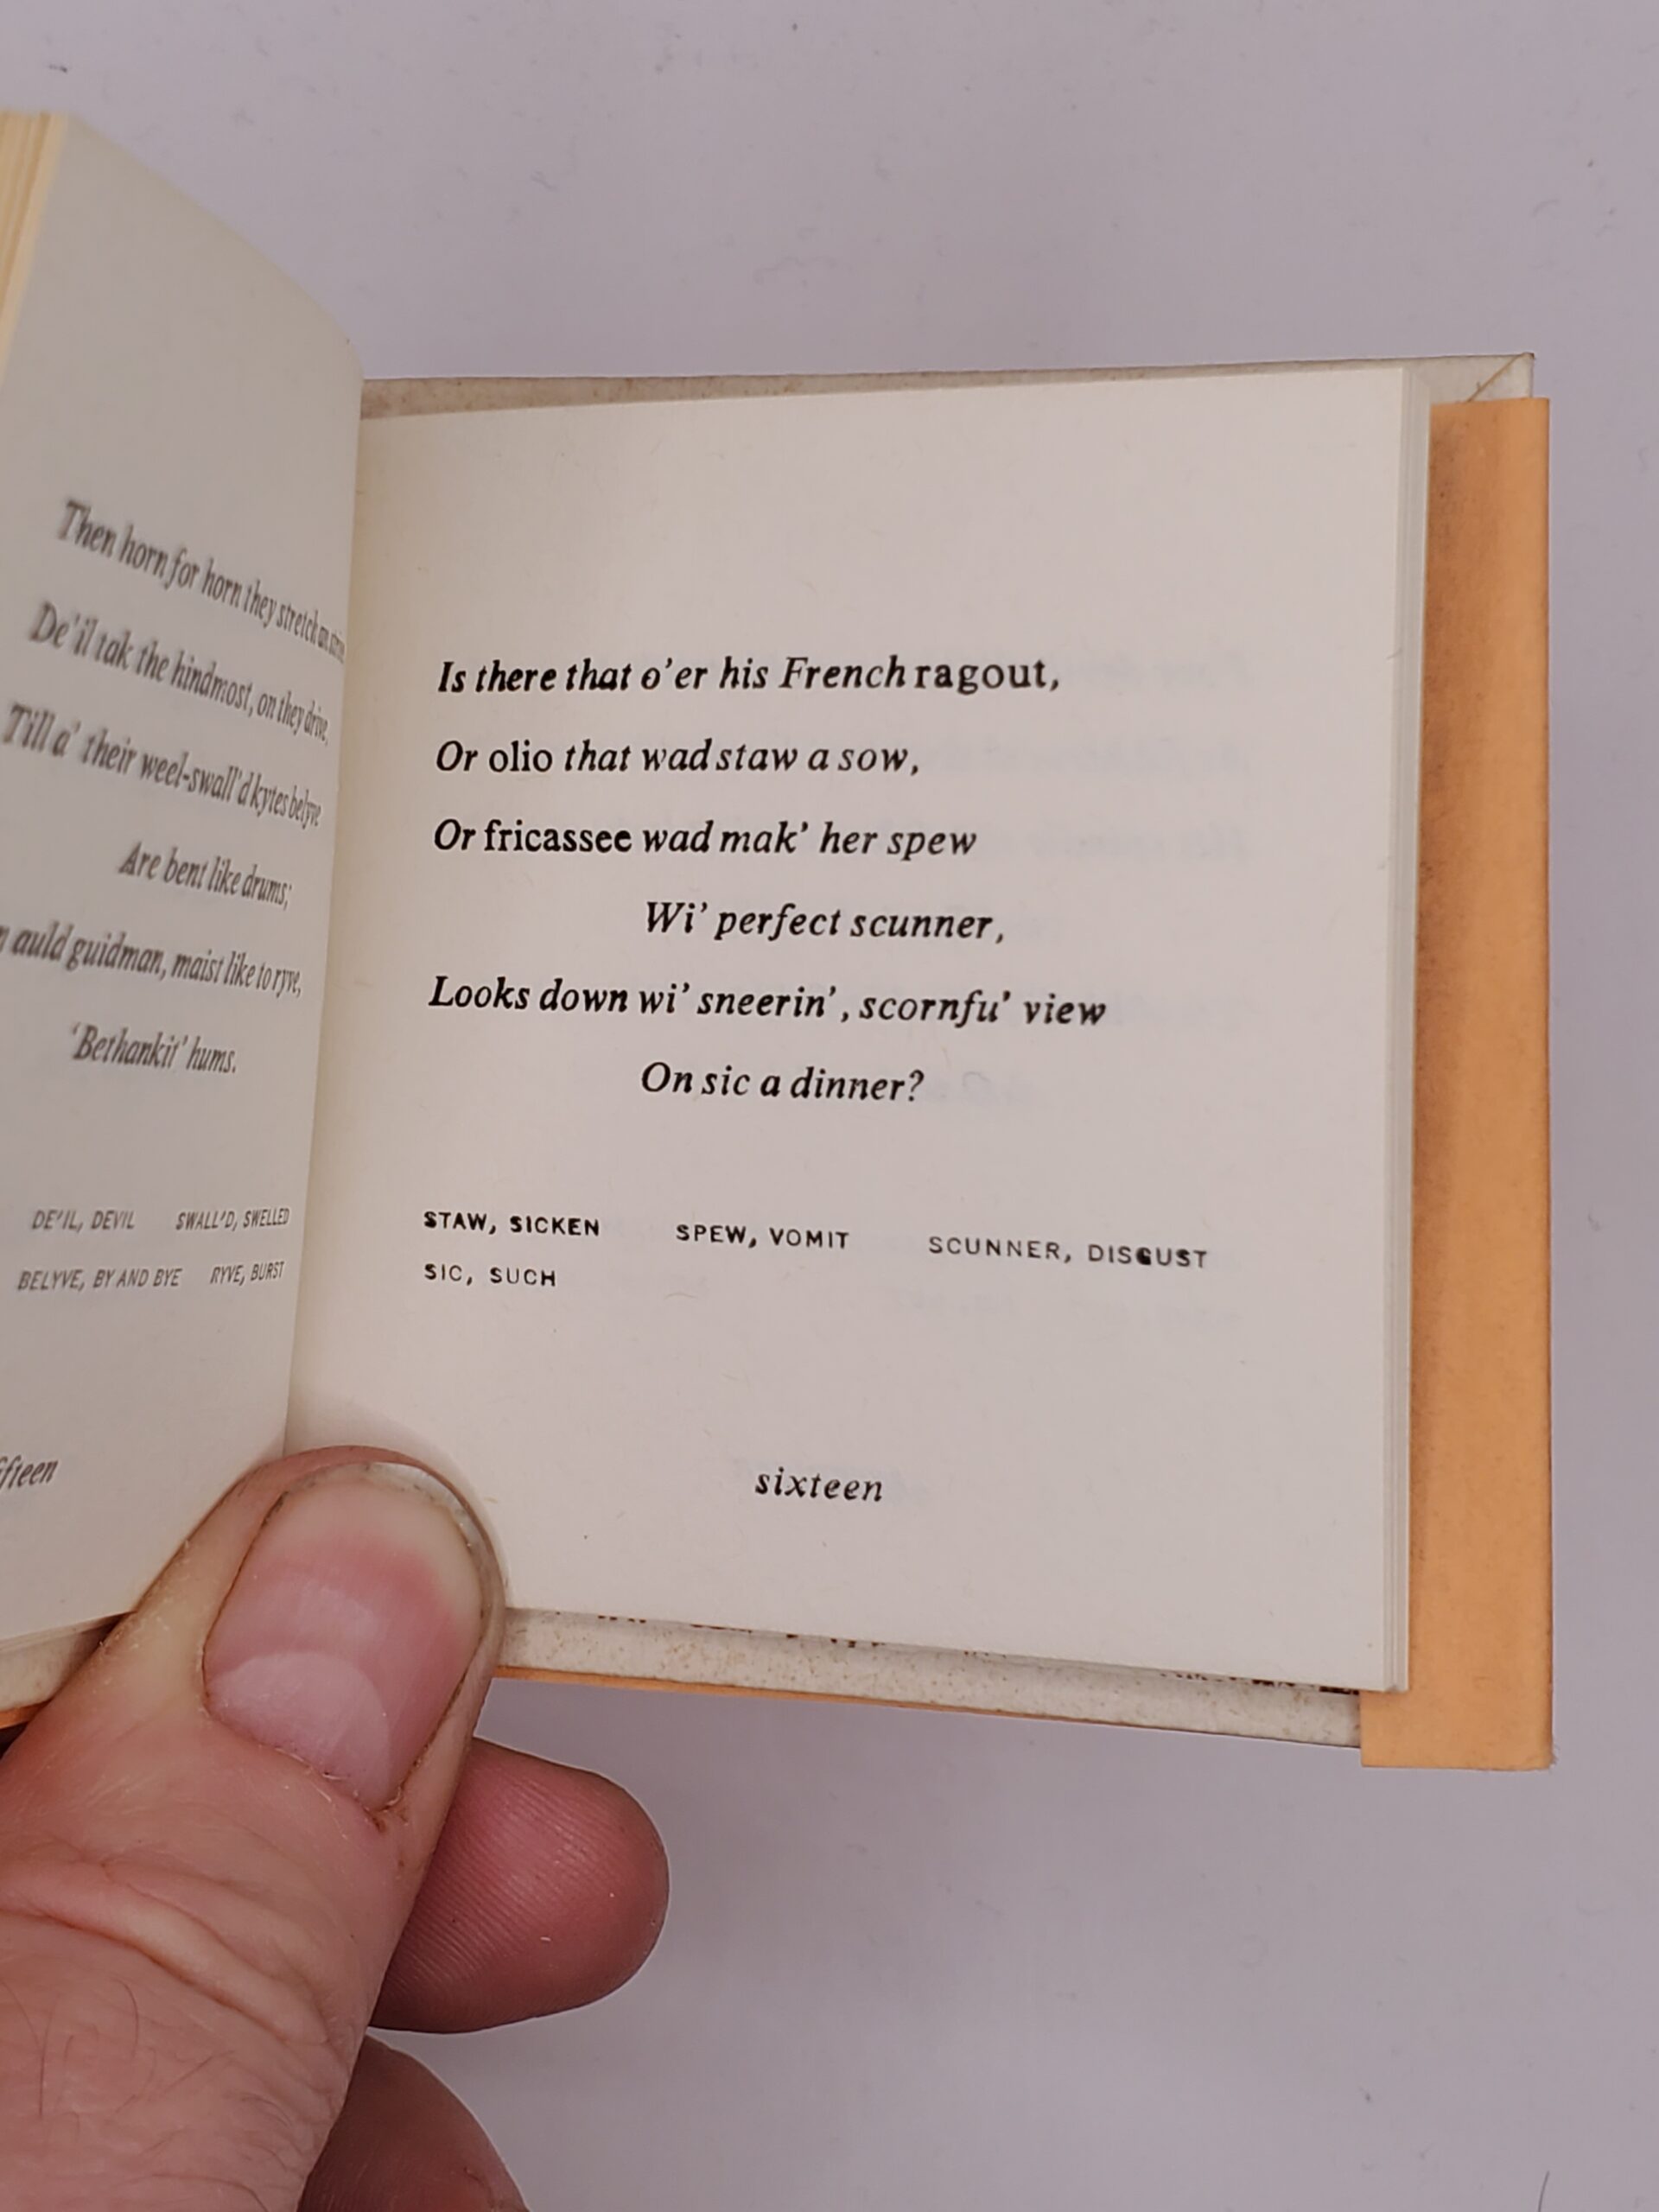 Then horn for horn they stretch an' strive,
De'il tak the hindmost, on they drive,
Till a' their weel-swall'd kytes belyve
Are bent like drums;
auld guidman, maist like to ryve,
'Bethankit' hums.
DE'IL, DEVIL SWALL'D, SWELLED
BELYVE, BY AND BYE RYVE, BURST
ifteen
Is there that o'er his French ragout,
Or olio that wad staw a sow,
Or fricassee wad mak' her spew
Wi' perfect scunner,
Looks down wi' sneerin', scornfu' view
On sic a dinner?
STAW, SICKEN SPEW, VOMIT SCUNNER, DISGUST
SIC, SUCH
sixteen